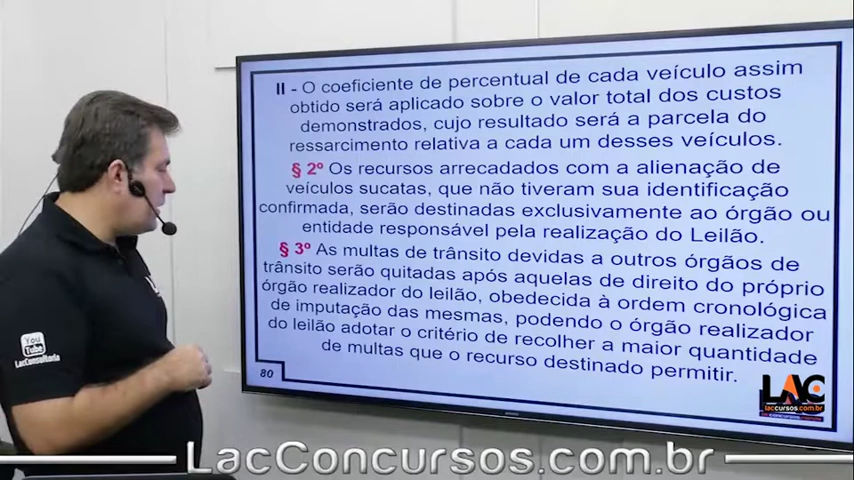 II - O coeficiente de percentual de cada veículo assim
obtido será aplicado sobre o valor total dos custos
demonstrados, cujo resultado será a parcela do
ressarcimento relativa a cada um desses veículos.
§ 2º Os recursos arrecadados com a alienação de
veículos sucatas, que não tiveram sua identificação
confirmada, serão destinadas exclusivamente ao órgão ou
entidade responsável pela realização do Leilão.
§ 3º As multas de trânsito devidas a outros órgãos de
trânsito serão quitadas após aquelas de direito do próprio
órgão realizador do leilão, obedecida à ordem cronológica
de imputação das mesmas, podendo o órgão realizador
do leilão adotar o critério de recolher a maior quantidade
de multas que o recurso destinado permitir.
80
LAC
laccursos.com.br
You
Tube
LacConsultoria
LacConcursos.com.br